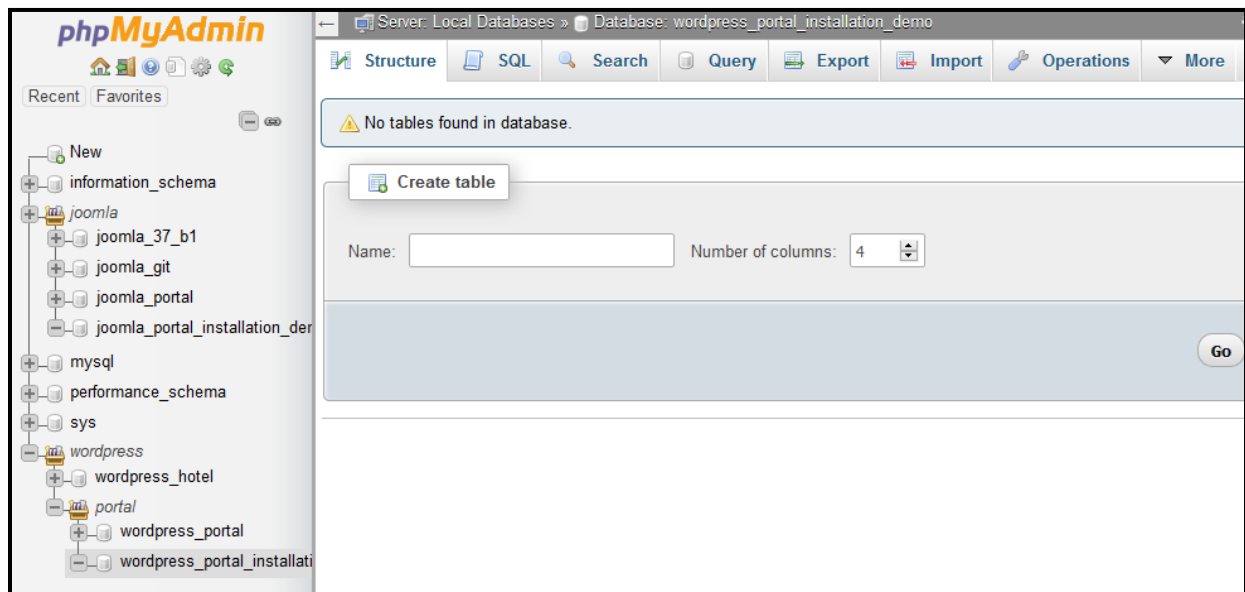 phpMyAdmin
Recent Favorites
New
information_schema
joomla
joomla_37_b1
joomla_git
joomla_portal
joomla_portal_installation_der
mysql
performance_schema
sys
wordpress
wordpress_hotel
portal
wordpress_portal
wordpress_portal_installati
Server: Local Databases » Database: wordpress_portal_installation_demo
Structure SQL Search Query Export Import Operations More
No tables found in database.
Create table
Name: Number of columns: 4
Go